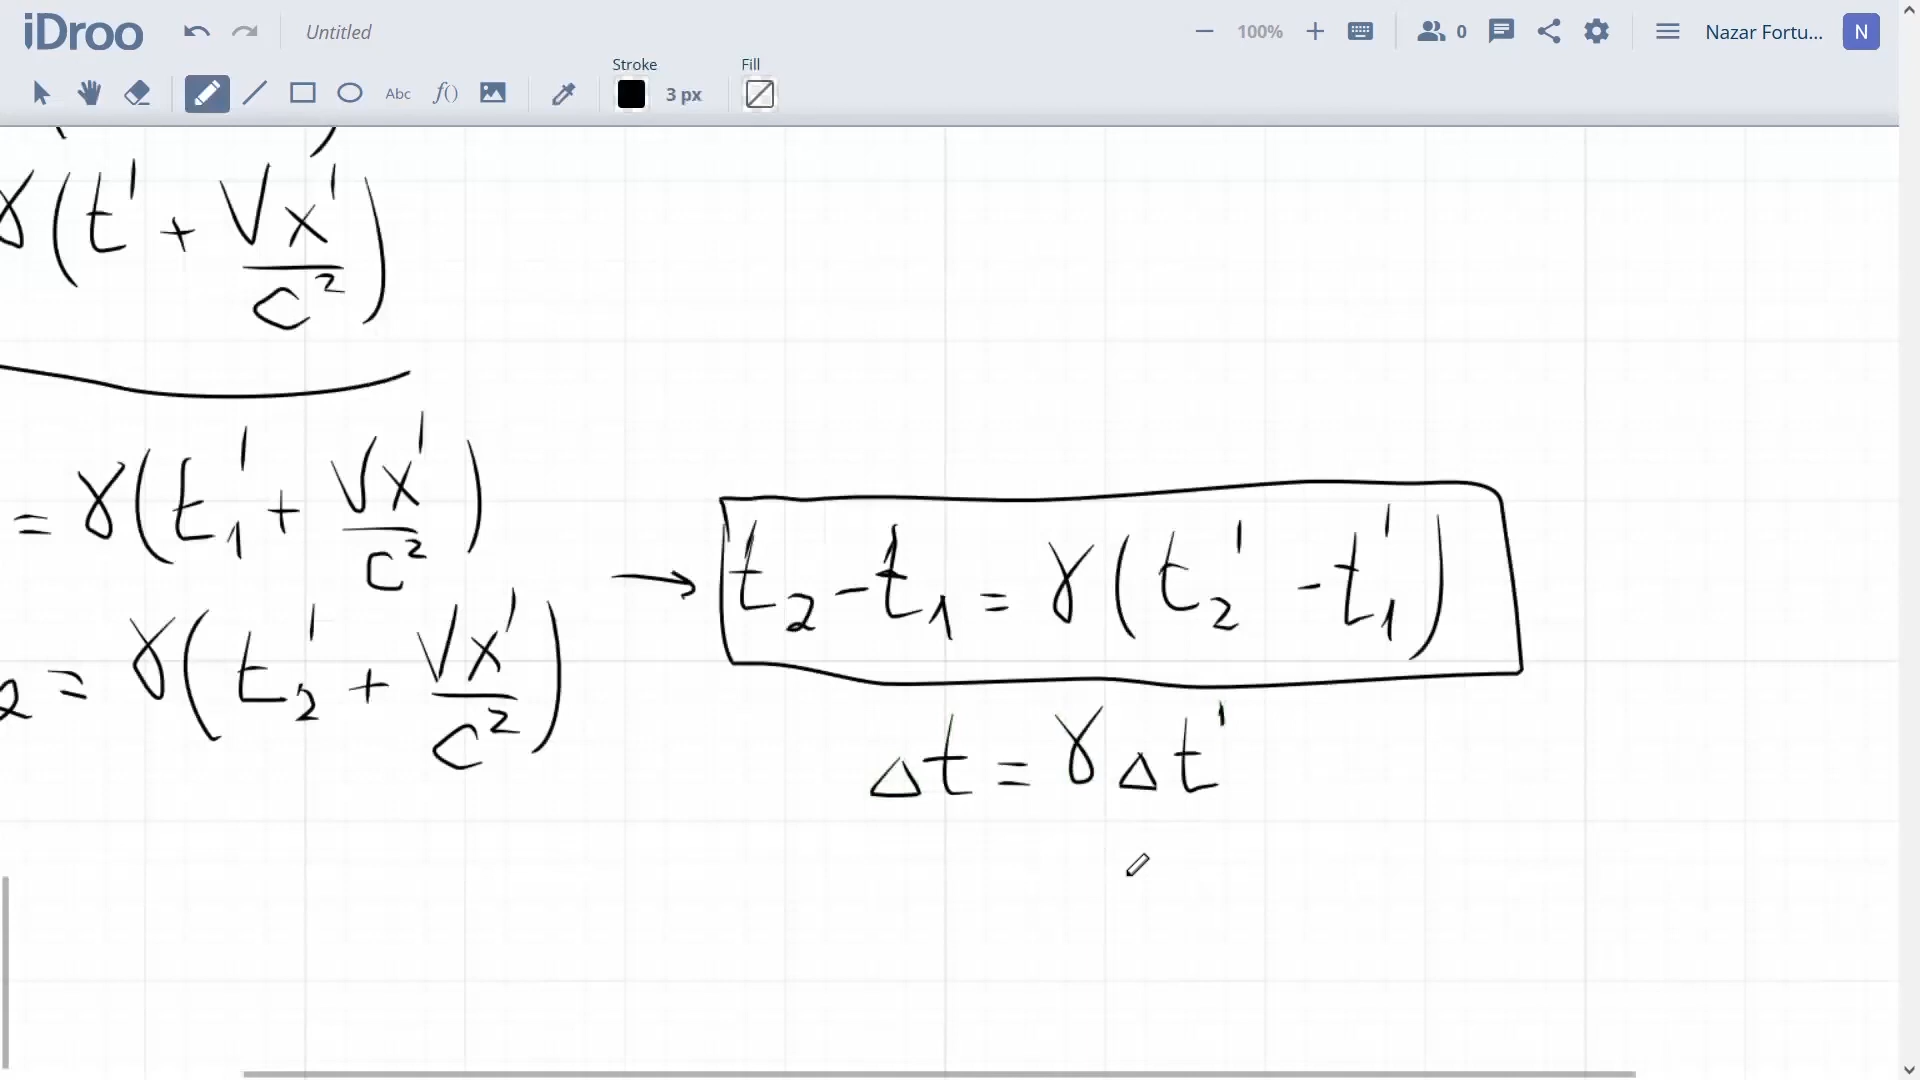 iDroo Untitled 100% 0 Nazar Fortu... N
Abc f() Stroke 3 px Fill
γ(t' + Vx'/c²)
= γ(t₁' + Vx'/c²)
₂ = γ(t₂' + Vx'/c²)
→ t₂ - t₁ = γ(t₂' - t₁')
Δt = γΔt'